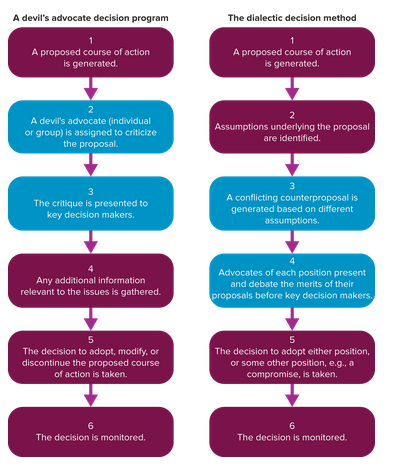 A devil's advocate decision program
1
A proposed course of action
is generated.
2
A devil's advocate (individual
or group) is assigned to criticize
the proposal.
3
The critique is presented to
key decision makers.
4
Any additional information
relevant to the issues is gathered.
5
The decision to adopt, modify, or
discontinue the proposed course
of action is taken.
6
The decision is monitored.
The dialectic decision method
1
A proposed course of action
is generated.
2
Assumptions underlying the proposal
are identified.
3
A conflicting counterproposal is
generated based on different
assumptions.
4
Advocates of each position present
and debate the merits of their
proposals before key decision makers.
5
The decision to adopt either position,
or some other position, e.g., a
compromise, is taken.
6
The decision is monitored.